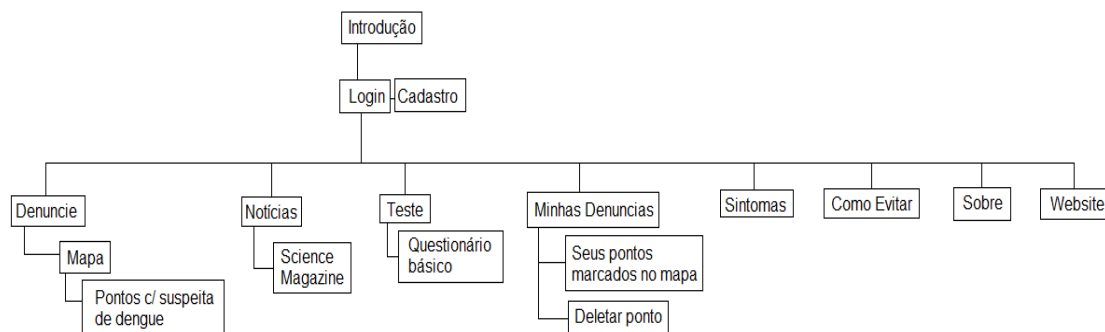 Introdução
Login
Cadastro
Denuncie
Notícias
Teste
Minhas Denuncias
Sintomas
Como Evitar
Sobre
Website
Mapa
Science
Magazine
Questionário
básico
Seus pontos
marcados no mapa
Pontos c/ suspeita
de dengue
Deletar ponto